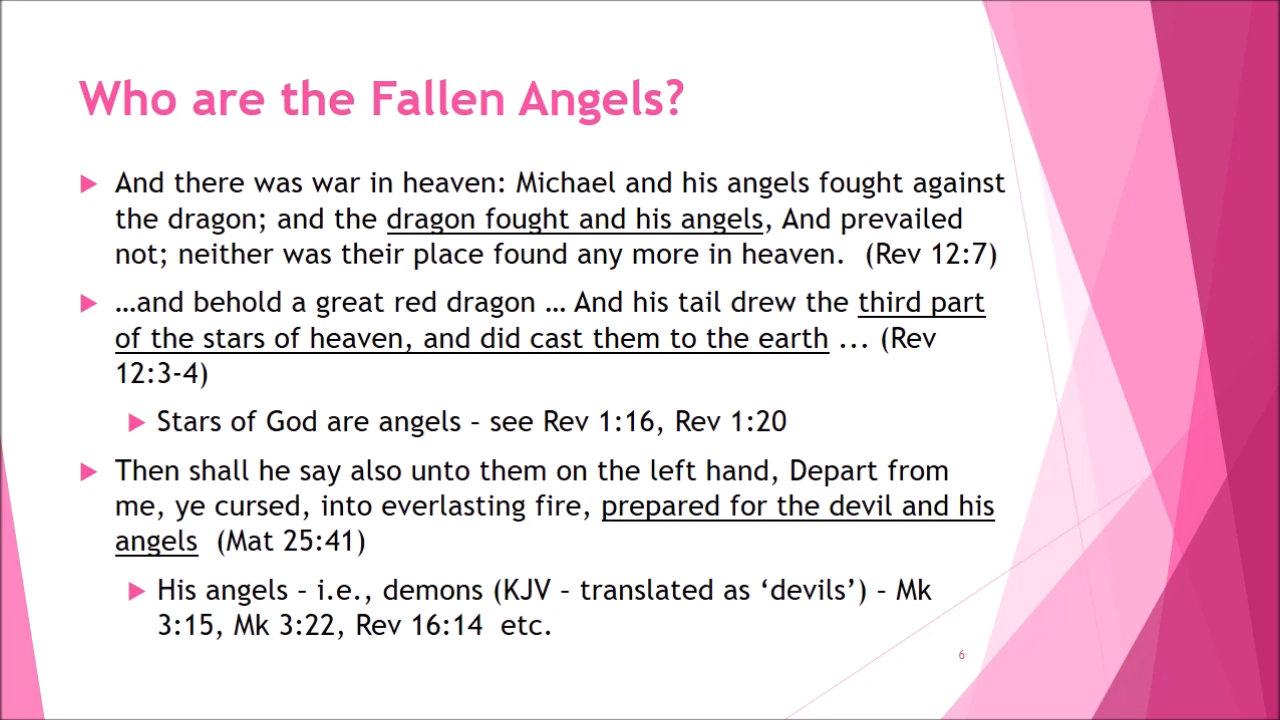 Who are the Fallen Angels?
And there was war in heaven: Michael and his angels fought against
the dragon; and the dragon fought and his angels, And prevailed
not; neither was their place found any more in heaven.  (Rev 12:7)
…and behold a great red dragon … And his tail drew the third part
of the stars of heaven, and did cast them to the earth ... (Rev
12:3-4)
Stars of God are angels – see Rev 1:16, Rev 1:20
Then shall he say also unto them on the left hand, Depart from
me, ye cursed, into everlasting fire, prepared for the devil and his
angels  (Mat 25:41)
His angels – i.e., demons (KJV – translated as ‘devils’) – Mk
3:15, Mk 3:22, Rev 16:14  etc.
6